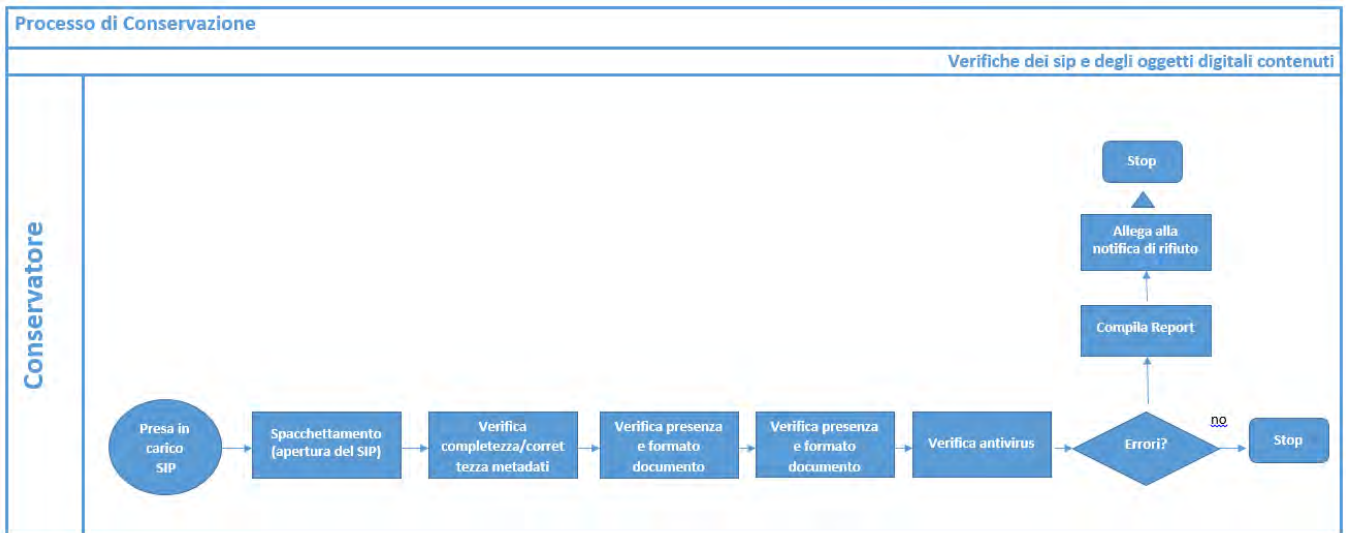 Processo di Conservazione
Verifiche dei sip e degli oggetti digitali contenuti
Conservatore
Presa in
carico
SIP
Spacchettamento
(apertura del SIP)
Verifica
completezza/corret
tezza metadati
Verifica presenza
e formato
documento
Verifica presenza
e formato
documento
Verifica antivirus
Errori?
no
Stop
Compila Report
Allega alla
notifica di rifiuto
Stop